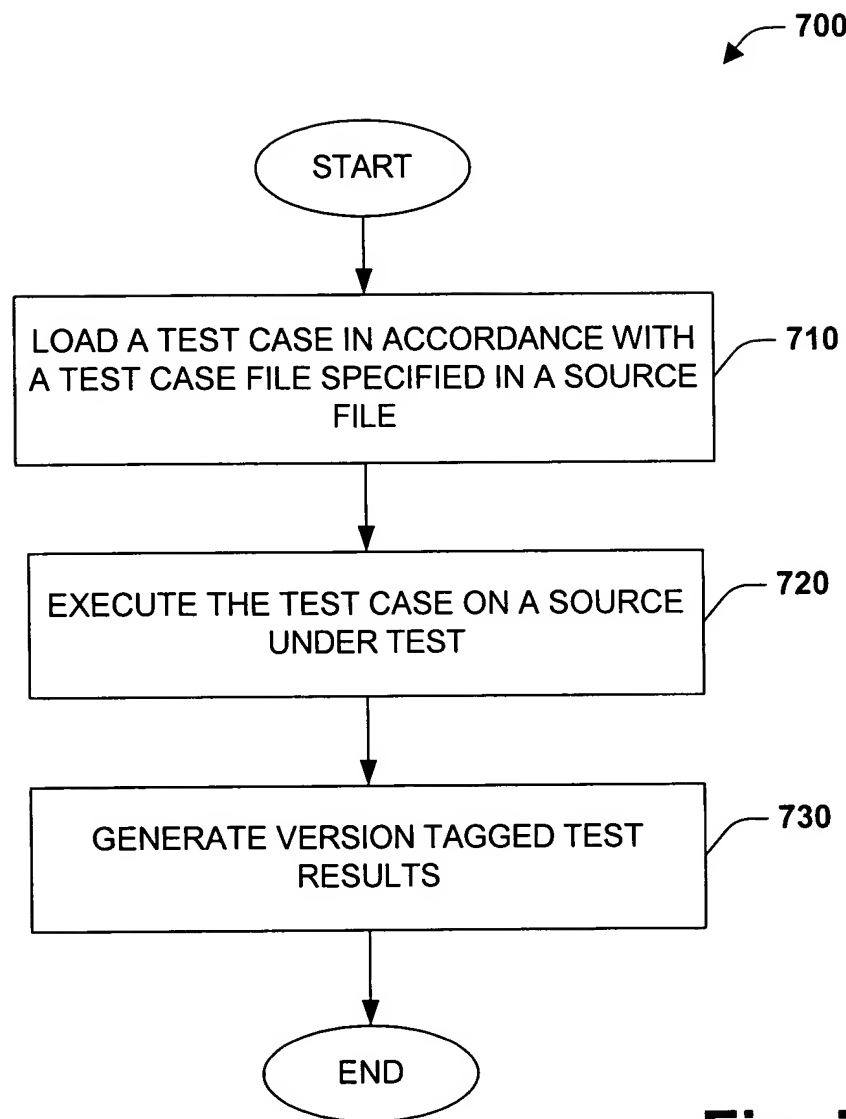 700
START
LOAD A TEST CASE IN ACCORDANCE WITH
A TEST CASE FILE SPECIFIED IN A SOURCE
FILE
710
EXECUTE THE TEST CASE ON A SOURCE
UNDER TEST
720
GENERATE VERSION TAGGED TEST
RESULTS
730
END